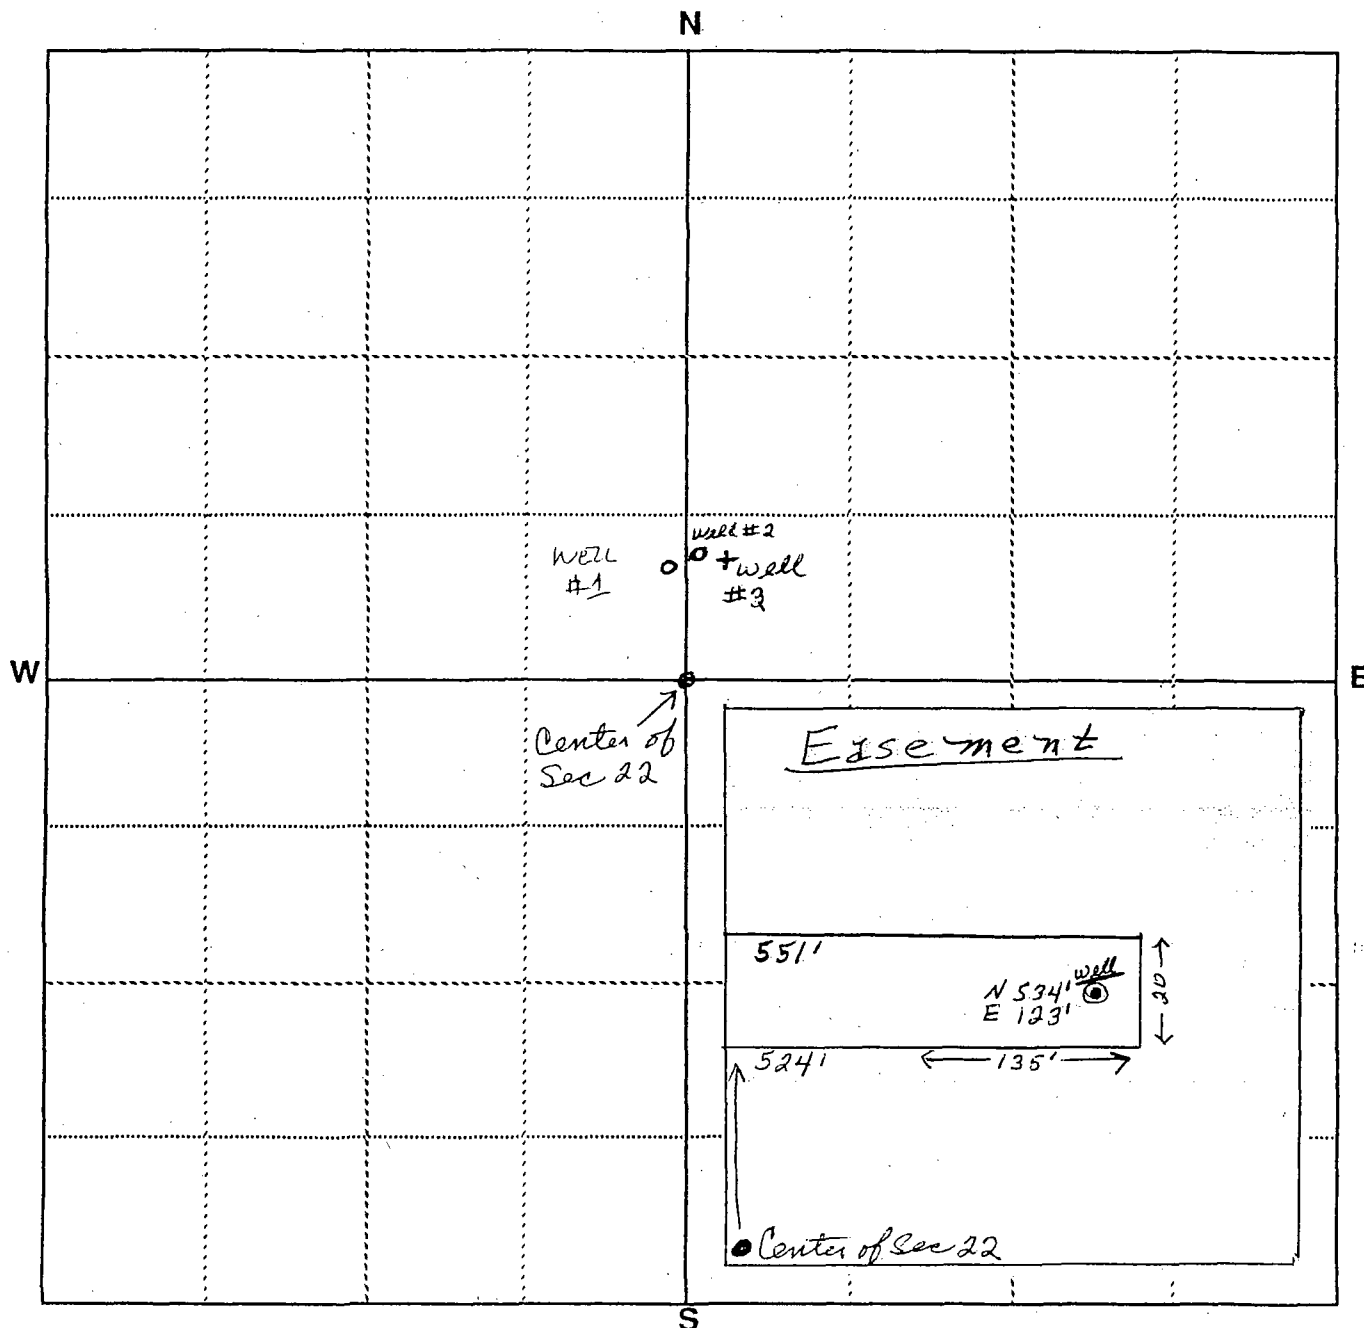 N
well #2
WELL
#1
+ well
#3
W
E
Center of
Sec 22
Easement
551'
well
N 534'
E 123'
20
524'
135'
Center of Sec 22
S